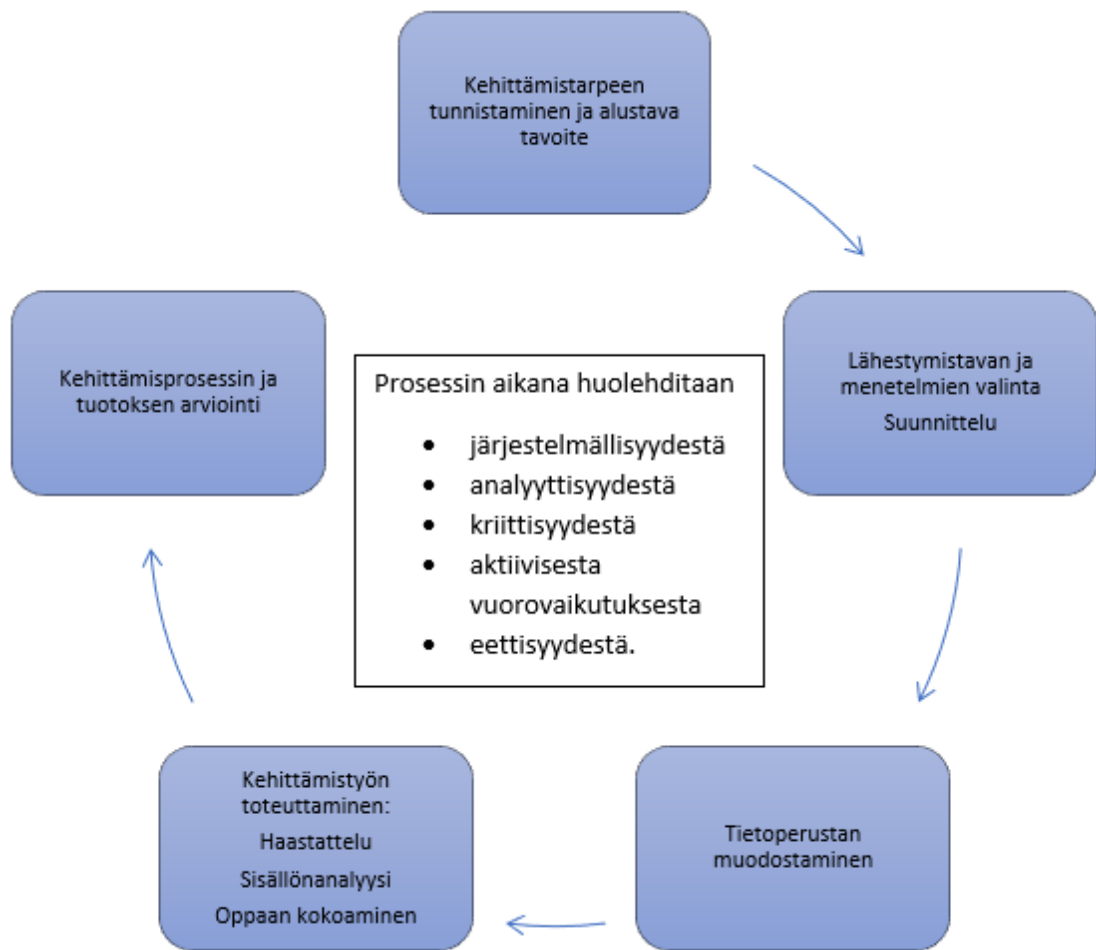 Kehittämistarpeen
tunnistaminen ja alustava
tavoite
Lähestymistavan ja
menetelmien valinta
Suunnittelu
Tietoperustan
muodostaminen
Kehittämistyön
toteuttaminen:
Haastattelu
Sisällönanalyysi
Oppaan kokoaminen
Kehittämisprosessin ja
tuotoksen arviointi
Prosessin aikana huolehditaan
• järjestelmällisyydestä
• analyyttisyydestä
• kriittisyydestä
• aktiivisesta
vuorovaikutuksesta
• eettisyydestä.